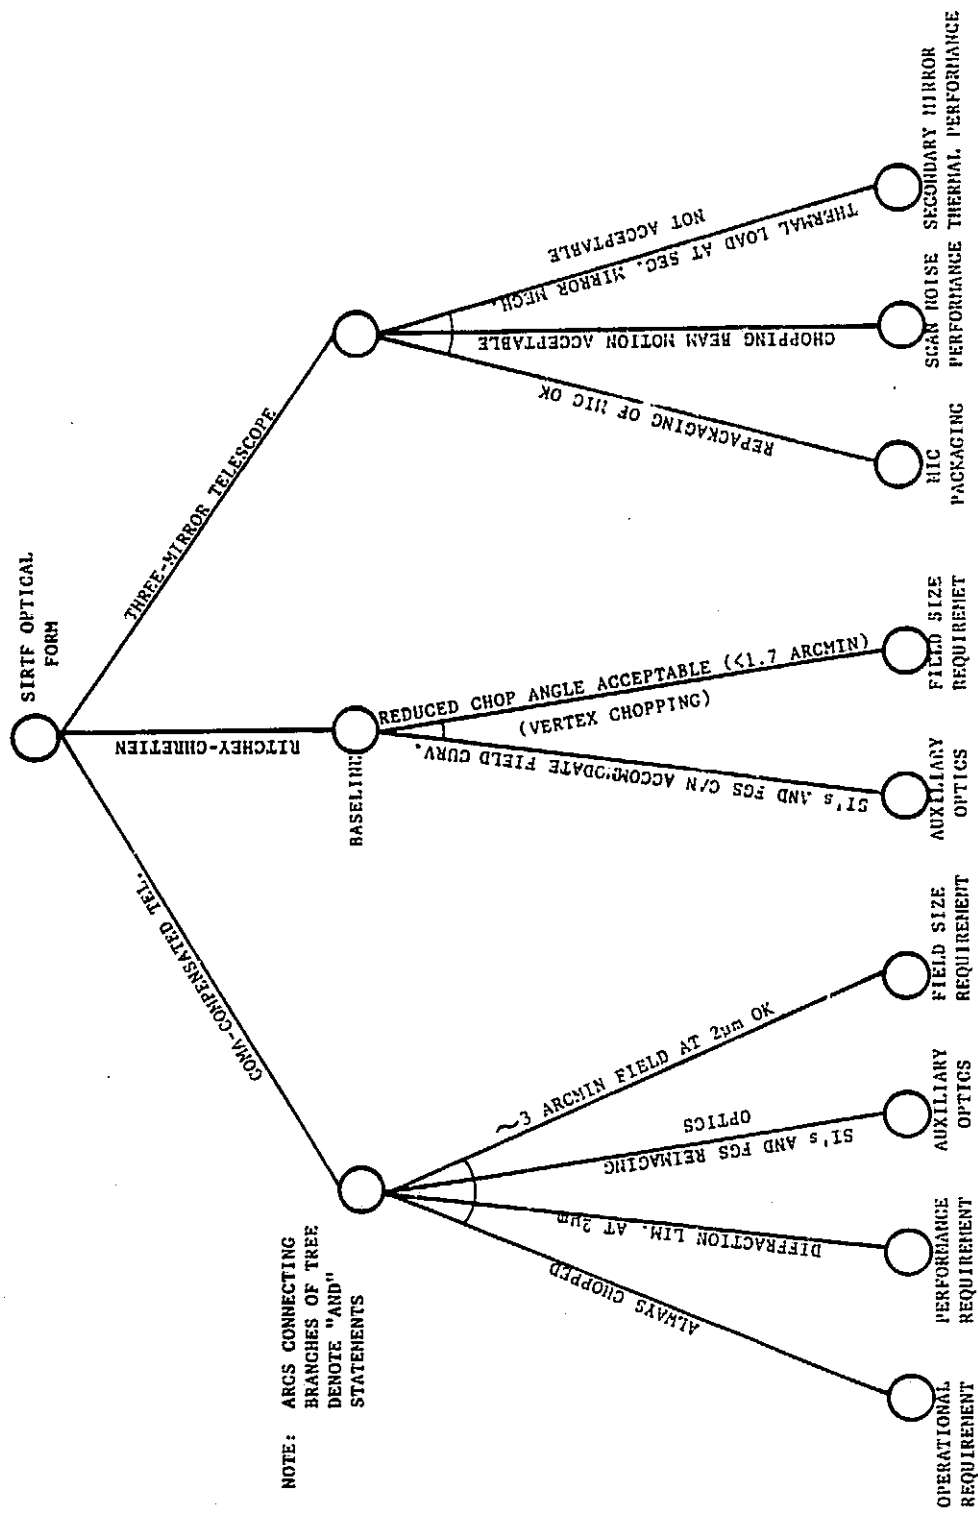 SIRTF OPTICAL
FORM
NOTE: ARCS CONNECTING
BRANCHES OF TREE
DENOTE "AND"
STATEMENTS
COMA-COMPENSATED TEL.
RITCHEY-CHRETIEN
THREE-MIRROR TELESCOPE
BASELINE
ALWAYS CHOPPED
DIFFRACTION LIM. AT 2μm
SI's AND FGS REIMAGING
OPTICS
~3 ARCMIN FIELD AT 2μm OK
SI's AND FGS C/N ACCOMMODATE FIELD CURV.
REDUCED CHOP ANGLE ACCEPTABLE (<1.7 ARCMIN)
(VERTEX CHOPPING)
REPACKAGING OF MIC OK
CHOPPING BEAM MOTION ACCEPTABLE
THERMAL LOAD AT SEC. MIRROR MECH.
NOT ACCEPTABLE
OPERATIONAL
REQUIREMENT
PERFORMANCE
REQUIREMENT
AUXILIARY
OPTICS
FIELD SIZE
REQUIREMENT
AUXILIARY
OPTICS
FIELD SIZE
REQUIREMET
MIC
PACKAGING
SCAN NOISE
PERFORMANCE
SECONDARY MIRROR
THERMAL PERFORMANCE